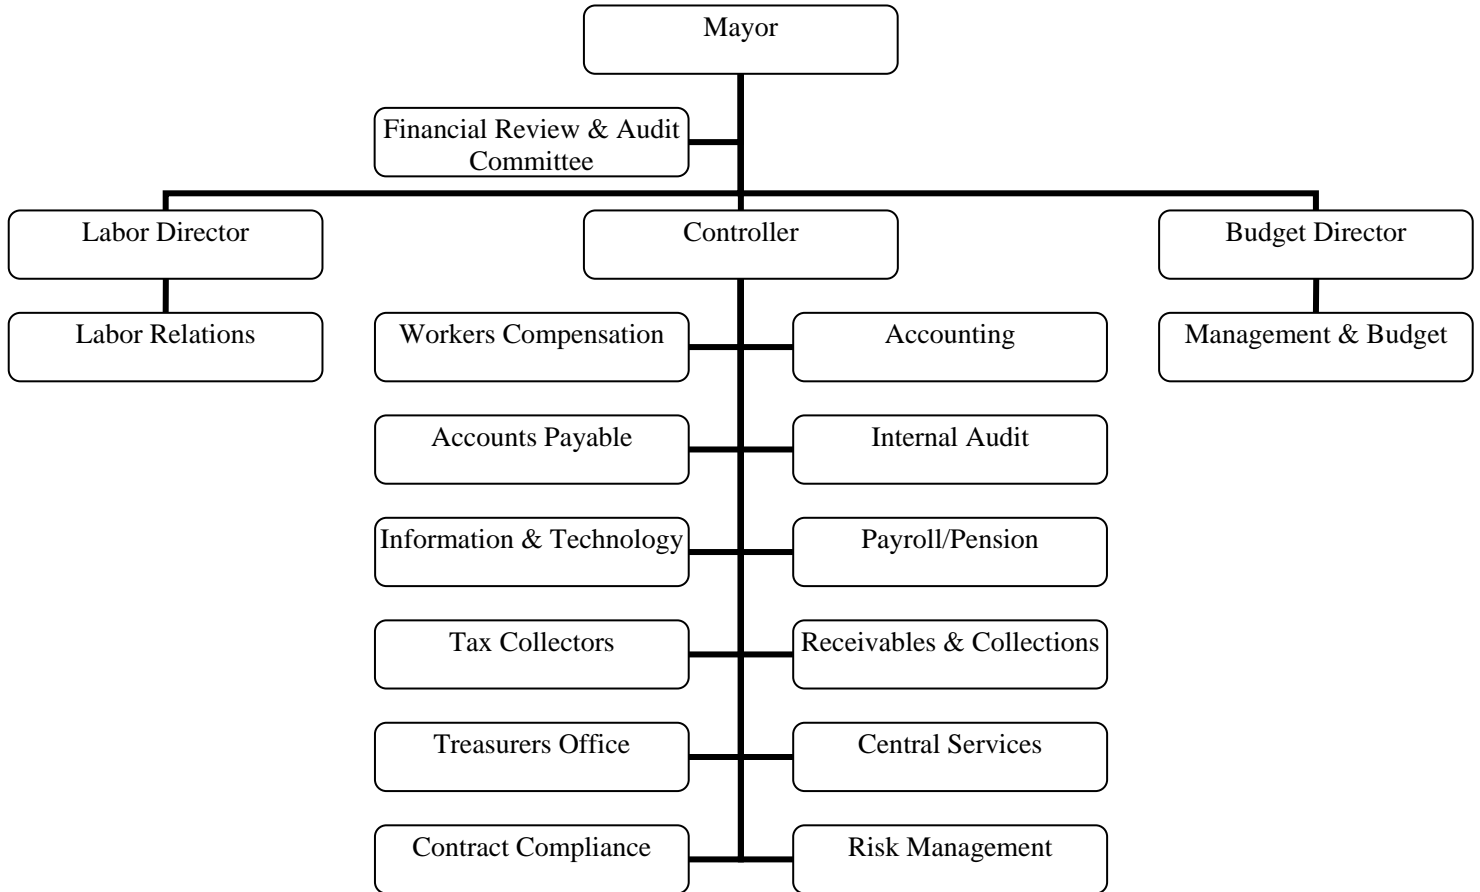 Mayor
Financial Review & Audit
Committee
Labor Director
Controller
Budget Director
Labor Relations
Workers Compensation
Accounting
Management & Budget
Accounts Payable
Internal Audit
Information & Technology
Payroll/Pension
Tax Collectors
Receivables & Collections
Treasurers Office
Central Services
Contract Compliance
Risk Management